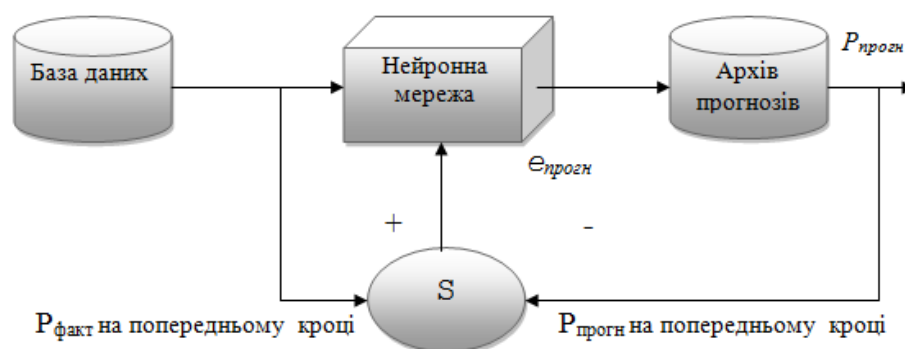 База даних
Нейронна
мережа
Архів
прогнозів
Pпрогн
eпрогн
+
-
S
Pфакт на попередньому кроці
Pпрогн на попередньому кроці